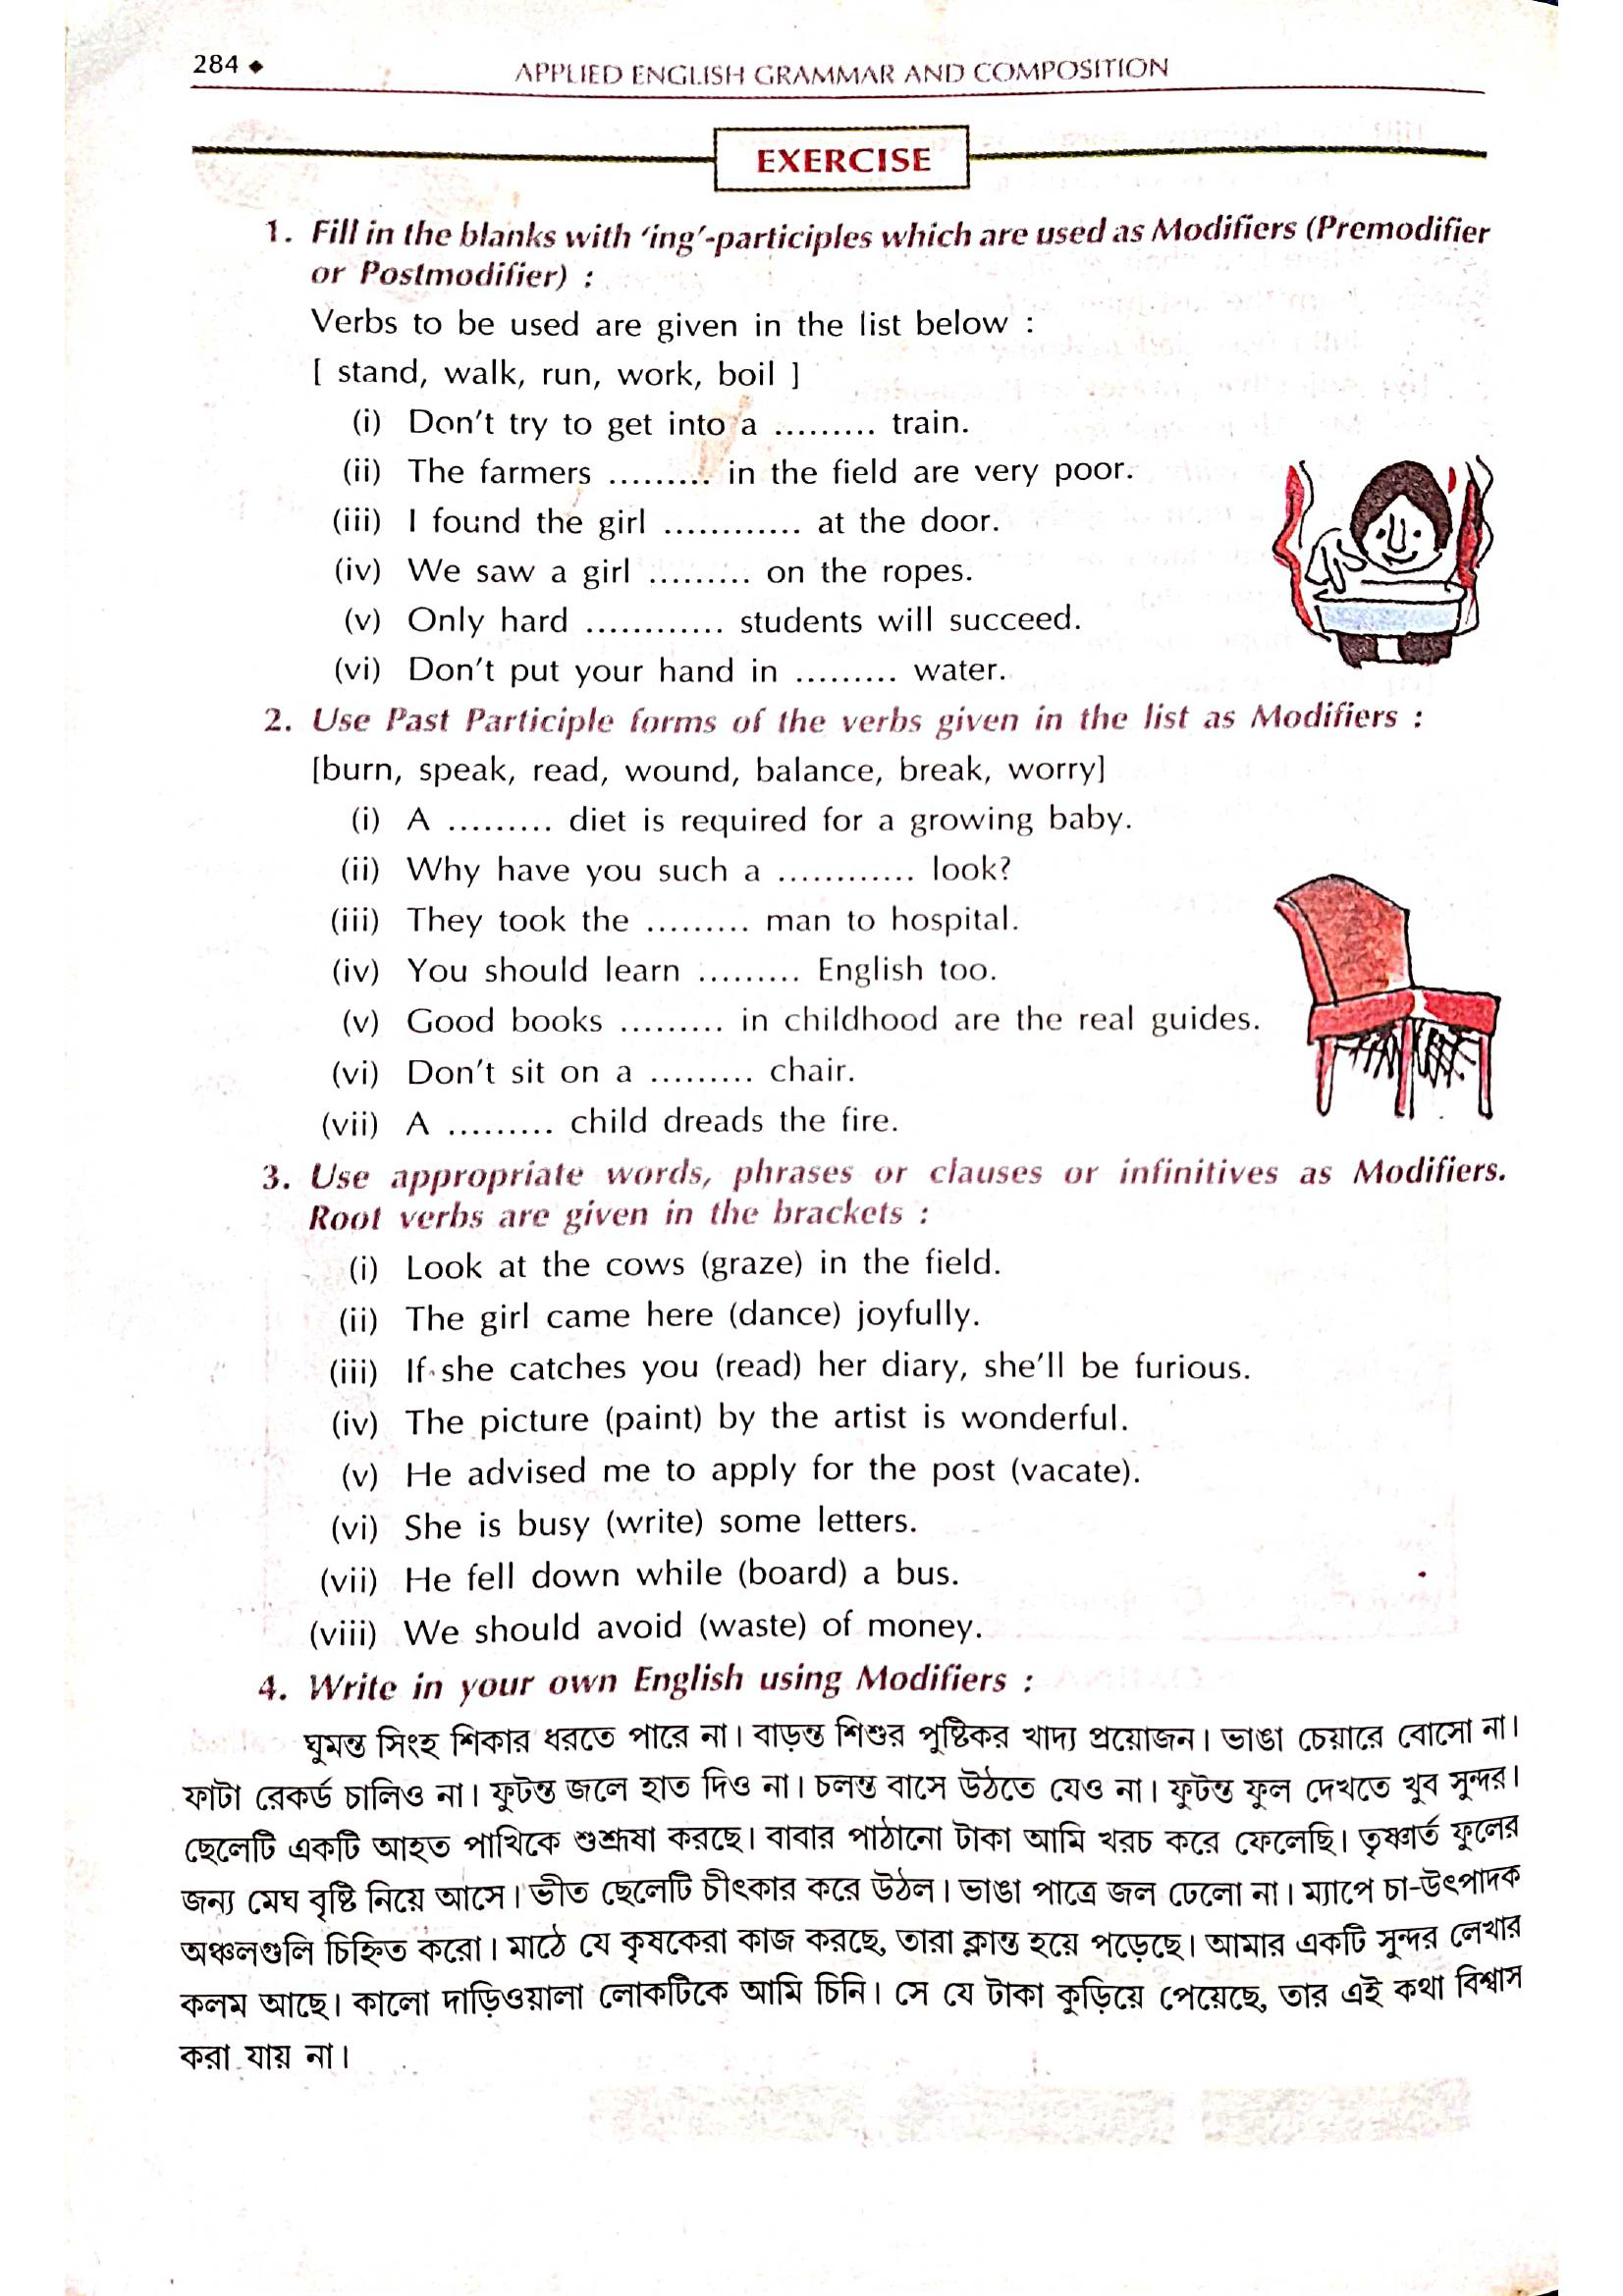 284 ◆ APPLIED ENGLISH GRAMMAR AND COMPOSITION
EXERCISE
1. Fill in the blanks with ‘ing’-participles which are used as Modifiers (Premodifier
or Postmodifier) :
Verbs to be used are given in the list below :
[ stand, walk, run, work, boil ]
(i) Don’t try to get into a ......... train.
(ii) The farmers ......... in the field are very poor.
(iii) I found the girl ............ at the door.
(iv) We saw a girl ......... on the ropes.
(v) Only hard ............ students will succeed.
(vi) Don’t put your hand in ......... water.
2. Use Past Participle forms of the verbs given in the list as Modifiers :
[burn, speak, read, wound, balance, break, worry]
(i) A ......... diet is required for a growing baby.
(ii) Why have you such a ............ look?
(iii) They took the ......... man to hospital.
(iv) You should learn ......... English too.
(v) Good books ......... in childhood are the real guides.
(vi) Don’t sit on a ......... chair.
(vii) A ......... child dreads the fire.
3. Use appropriate words, phrases or clauses or infinitives as Modifiers.
Root verbs are given in the brackets :
(i) Look at the cows (graze) in the field.
(ii) The girl came here (dance) joyfully.
(iii) If she catches you (read) her diary, she’ll be furious.
(iv) The picture (paint) by the artist is wonderful.
(v) He advised me to apply for the post (vacate).
(vi) She is busy (write) some letters.
(vii) He fell down while (board) a bus.
(viii) We should avoid (waste) of money.
4. Write in your own English using Modifiers :
ঘুমন্ত সিংহ শিকার ধরতে পারে না। বাড়ন্ত শিশুর পুষ্টিকর খাদ্য প্রয়োজন। ভাঙা চেয়ারে বোসো না।
ফাটা রেকর্ড চালিও না। ফুটন্ত জলে হাত দিও না। চলন্ত বাসে উঠতে যেও না। ফুটন্ত ফুল দেখতে খুব সুন্দর।
ছেলেটি একটি আহত পাখিকে শুশ্রূষা করছে। বাবার পাঠানো টাকা আমি খরচ করে ফেলেছি। তৃষ্ণার্ত ফুলের
জন্য মেঘ বৃষ্টি নিয়ে আসে। ভীত ছেলেটি চীৎকার করে উঠল। ভাঙা পাত্রে জল ঢেলো না। ম্যাপে চা-উৎপাদক
অঞ্চলগুলি চিহ্নিত করো। মাঠে যে কৃষকেরা কাজ করছে, তারা ক্লান্ত হয়ে পড়েছে। আমার একটি সুন্দর লেখার
কলম আছে। কালো দাড়িওয়ালা লোকটিকে আমি চিনি। সে যে টাকা কুড়িয়ে পেয়েছে, তার এই কথা বিশ্বাস
করা যায় না।